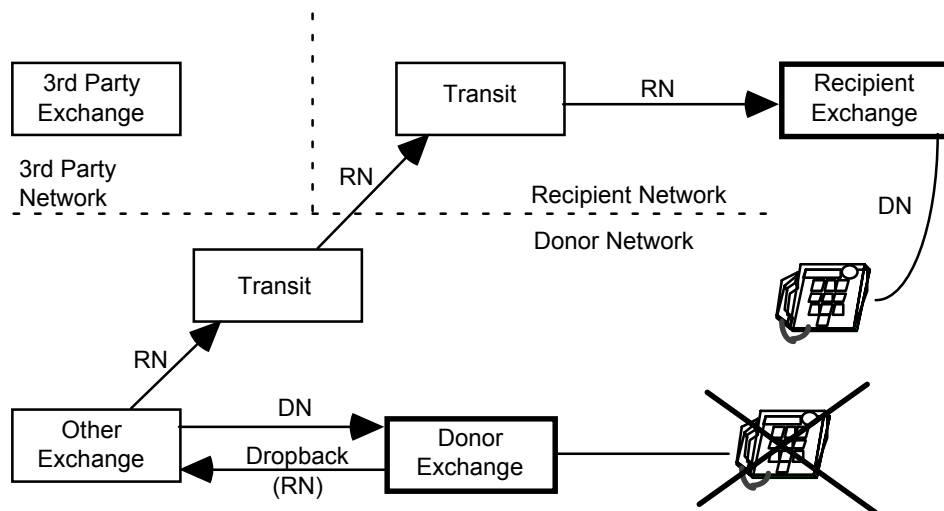 3rd Party
Exchange
Transit
RN
Recipient
Exchange
3rd Party
Network
RN
Recipient Network
DN
Donor Network
Transit
RN
Other
Exchange
DN
Dropback
(RN)
Donor
Exchange